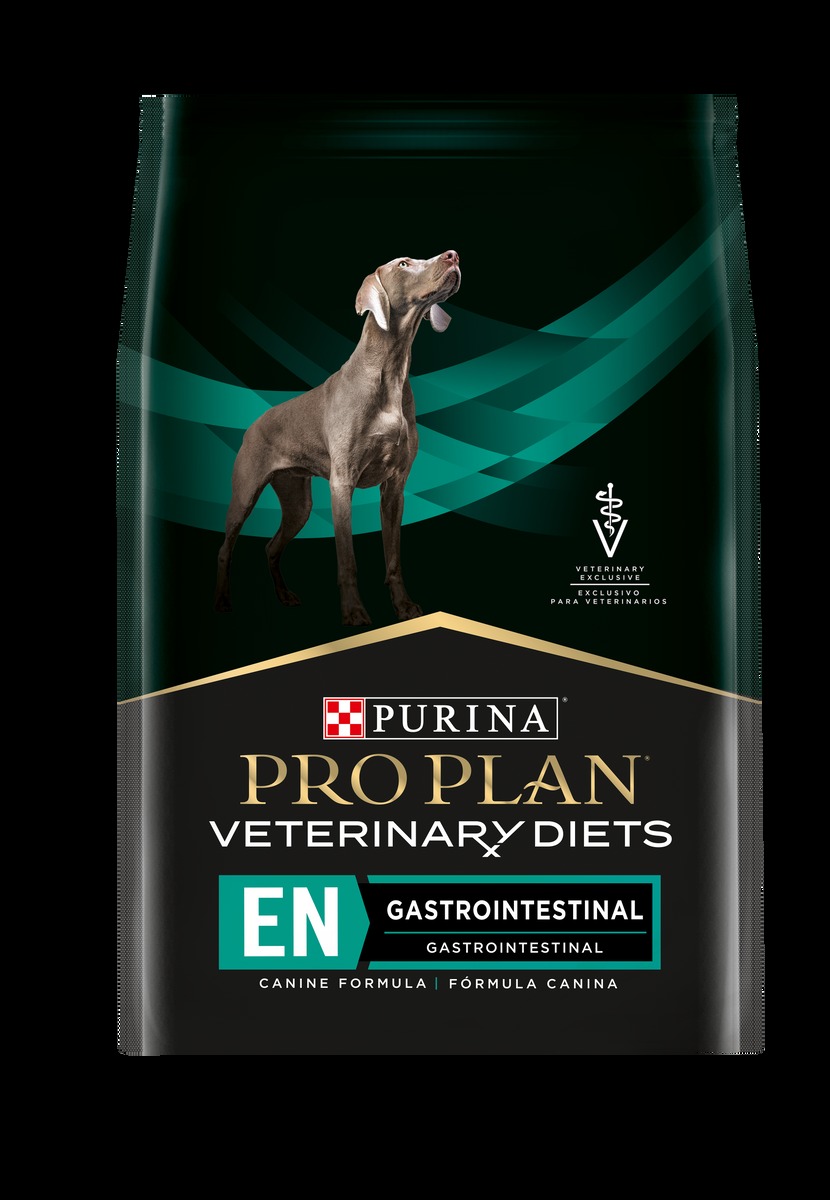 VETERINARY
EXCLUSIVE
EXCLUSIVO
PARA VETERINARIOS
PURINA®
PRO PLAN®
VETERINARY DIETS
EN
GASTROINTESTINAL
GASTROINTESTINAL
CANINE FORMULA | FÓRMULA CANINA